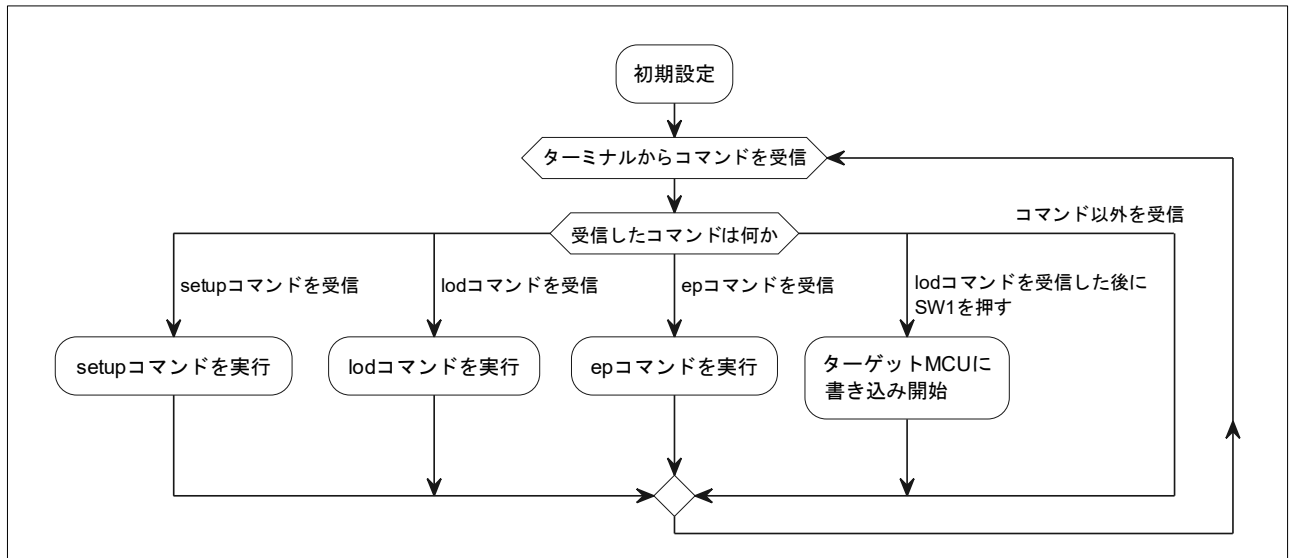 初期設定
ターミナルからコマンドを受信
コマンド以外を受信
受信したコマンドは何か
setupコマンドを受信
lodコマンドを受信
epコマンドを受信
lodコマンドを受信した後に
SW1を押す
setupコマンドを実行
lodコマンドを実行
epコマンドを実行
ターゲットMCUに
書き込み開始